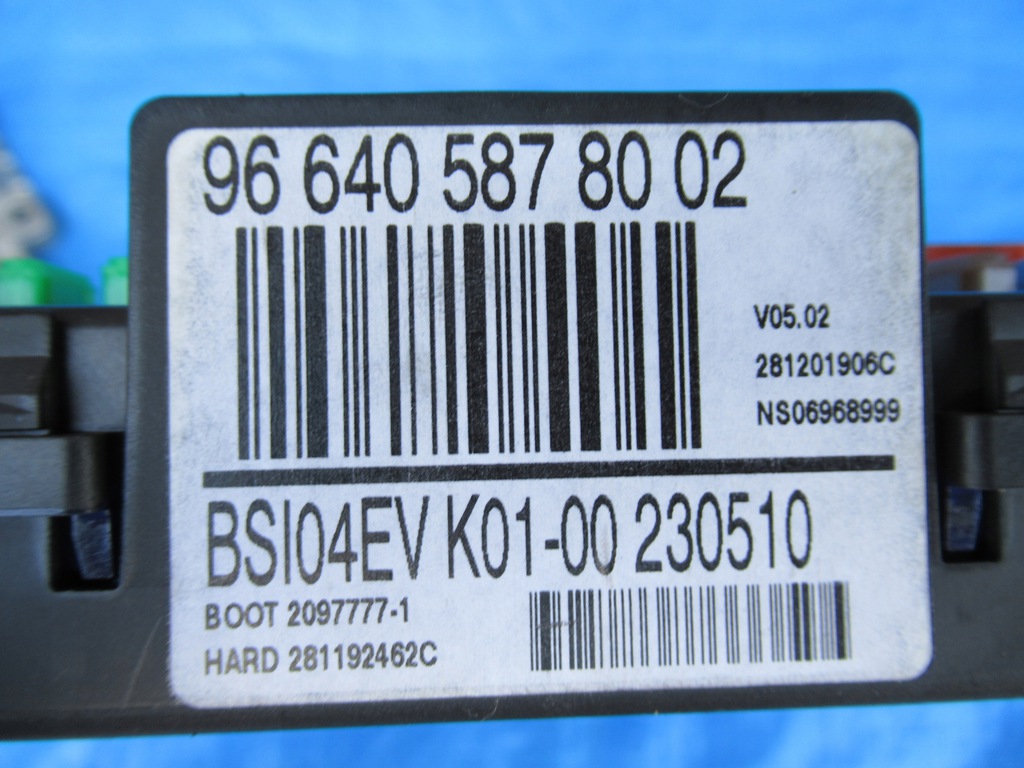 96 640 587 80 02
V05.02
281201906C
NS06968999
BSI04EV K01-00 230510
BOOT 2097777-1
HARD 281192462C